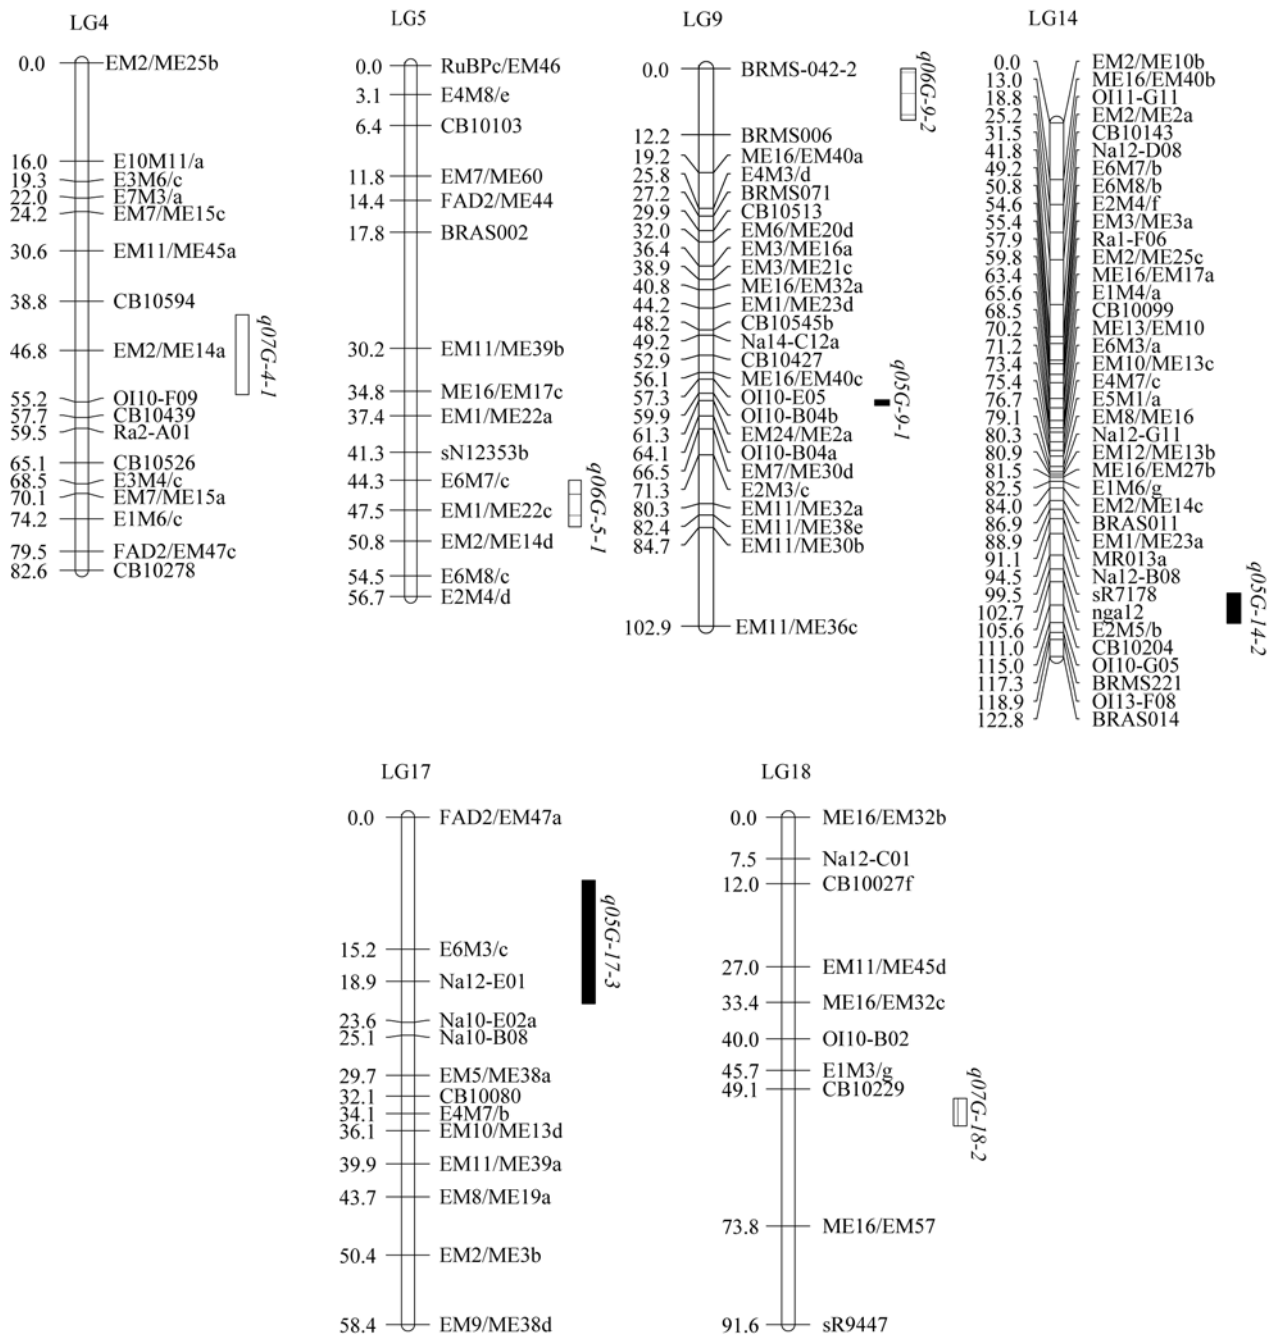 LG4
0.0 EM2/ME25b
16.0 E10M11/a
19.3 E3M6/c
22.0 E7M3/a
24.2 EM7/ME15c
30.6 EM11/ME45a
38.8 CB10594
46.8 EM2/ME14a
55.2 OI10-F09
57.7 CB10439
59.5 Ra2-A01
65.1 CB10526
68.5 E3M4/c
70.1 EM7/ME15a
74.2 E1M6/c
79.5 FAD2/EM47c
82.6 CB10278
q07G-4-1
LG5
0.0 RuBPc/EM46
3.1 E4M8/e
6.4 CB10103
11.8 EM7/ME60
14.4 FAD2/ME44
17.8 BRAS002
30.2 EM11/ME39b
34.8 ME16/EM17c
37.4 EM1/ME22a
41.3 sN12353b
44.3 E6M7/c
47.5 EM1/ME22c
50.8 EM2/ME14d
54.5 E6M8/c
56.7 E2M4/d
q06G-5-1
LG9
0.0 BRMS-042-2
12.2 BRMS006
19.2 ME16/EM40a
25.8 E4M3/d
27.2 BRMS071
29.9 CB10513
32.0 EM6/ME20d
36.4 EM3/ME16a
38.9 EM3/ME21c
40.8 ME16/EM32a
44.2 EM1/ME23d
48.2 CB10545b
49.2 Na14-C12a
52.9 CB10427
56.1 ME16/EM40c
57.3 OI10-E05
59.9 OI10-B04b
61.3 EM24/ME2a
64.1 OI10-B04a
66.5 EM7/ME30d
71.3 E2M3/c
80.3 EM11/ME32a
82.4 EM11/ME38e
84.7 EM11/ME30b
102.9 EM11/ME36c
q06G-9-2
q05G-9-1
LG14
0.0 EM2/ME10b
13.0 ME16/EM40b
18.8 OI11-G11
25.2 EM2/ME2a
31.5 CB10143
41.8 Na12-D08
49.2 E6M7/b
50.8 E6M8/b
54.6 E2M4/f
55.4 EM3/ME3a
57.9 Ra1-F06
59.8 EM2/ME25c
63.4 ME16/EM17a
65.6 E1M4/a
68.5 CB10099
70.2 ME13/EM10
71.2 E6M3/a
73.4 EM10/ME13c
75.4 E4M7/c
76.7 E5M1/a
79.1 EM8/ME16
80.3 Na12-G11
80.9 EM12/ME13b
81.5 ME16/EM27b
82.5 E1M6/g
84.0 EM2/ME14c
86.9 BRAS011
88.9 EM1/ME23a
91.1 MR013a
94.5 Na12-B08
99.5 sR7178
102.7 nga12
105.6 E2M5/b
111.0 CB10204
115.0 OI10-G05
117.3 BRMS221
118.9 OI13-F08
122.8 BRAS014
q05G-14-2
LG17
0.0 FAD2/EM47a
15.2 E6M3/c
18.9 Na12-E01
23.6 Na10-E02a
25.1 Na10-B08
29.7 EM5/ME38a
32.1 CB10080
34.1 E4M7/b
36.1 EM10/ME13d
39.9 EM11/ME39a
43.7 EM8/ME19a
50.4 EM2/ME3b
58.4 EM9/ME38d
q05G-17-3
LG18
0.0 ME16/EM32b
7.5 Na12-C01
12.0 CB10027f
27.0 EM11/ME45d
33.4 ME16/EM32c
40.0 OI10-B02
45.7 E1M3/g
49.1 CB10229
73.8 ME16/EM57
91.6 sR9447
q07G-18-2